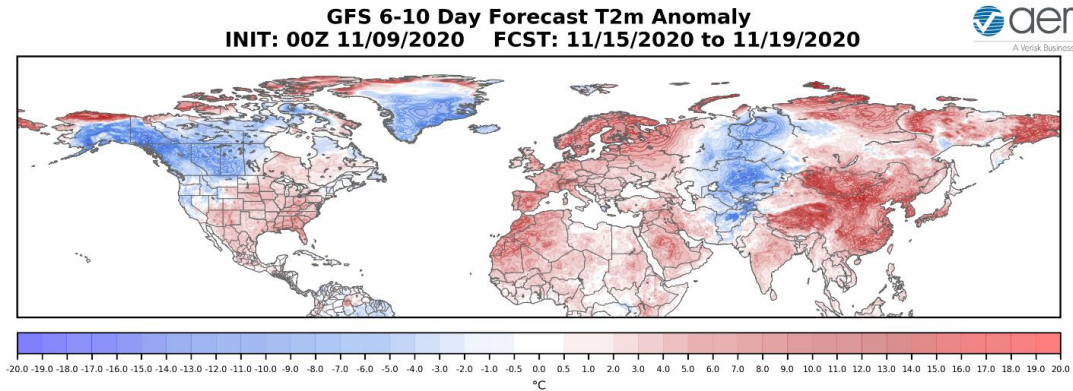 GFS 6-10 Day Forecast T2m Anomaly
INIT: 00Z 11/09/2020 FCST: 11/15/2020 to 11/19/2020
aer
A Verisk Business
-20.0 -19.0 -18.0 -17.0 -16.0 -15.0 -14.0 -13.0 -12.0 -11.0 -10.0 -9.0 -8.0 -7.0 -6.0 -5.0 -4.0 -3.0 -2.0 -1.0 -0.5 0.0 0.5 1.0 2.0 3.0 4.0 5.0 6.0 7.0 8.0 9.0 10.0 11.0 12.0 13.0 14.0 15.0 16.0 17.0 18.0 19.0 20.0
°C